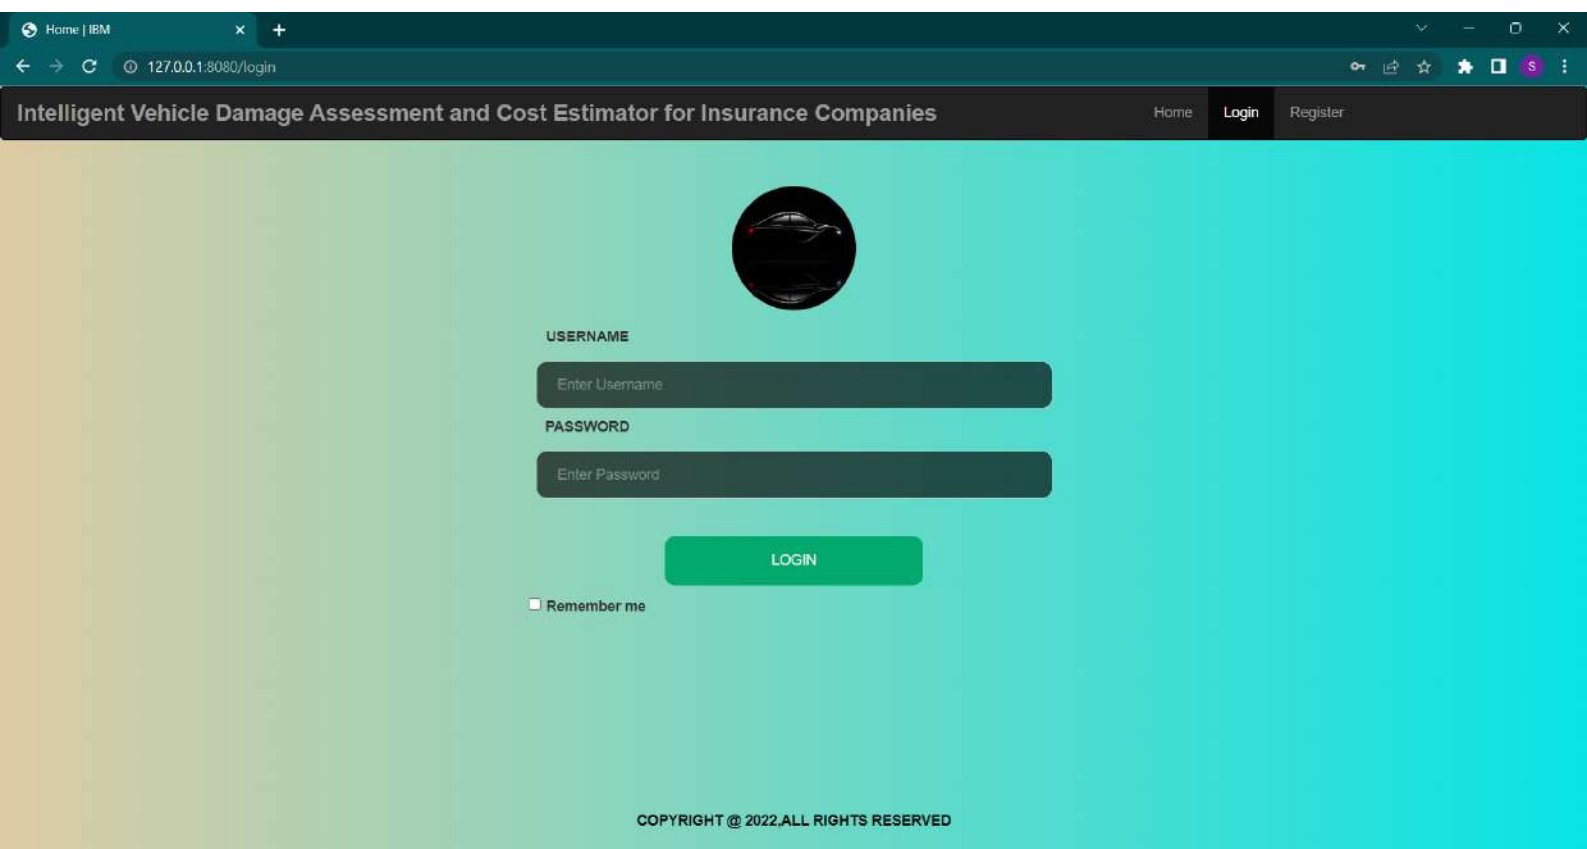 Home | IBM
127.0.0.1:8080/login
S
Intelligent Vehicle Damage Assessment and Cost Estimator for Insurance Companies
Home Login Register
USERNAME
Enter Username
PASSWORD
Enter Password
LOGIN
Remember me
COPYRIGHT @ 2022,ALL RIGHTS RESERVED